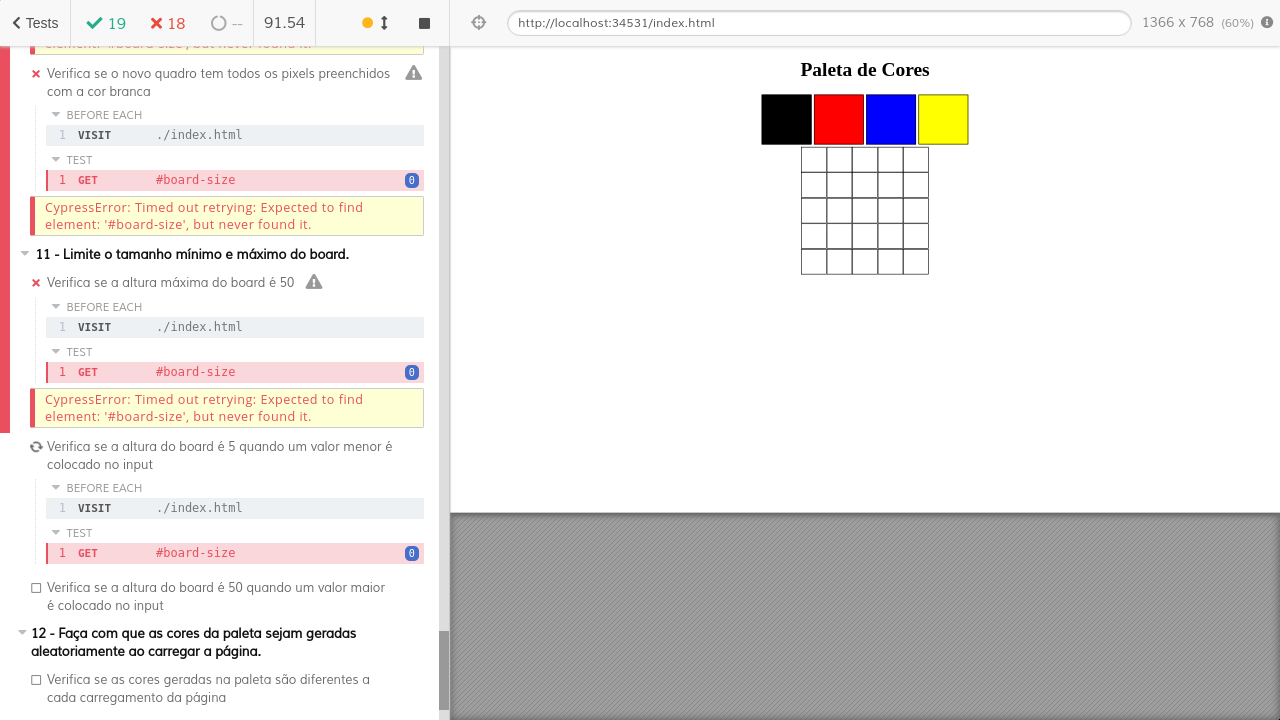 Tests 19 18 -- 91.54
http://localhost:34531/index.html 1366 x 768 (60%)
element: '#board-size', but never found it.
Verifica se o novo quadro tem todos os pixels preenchidos
com a cor branca
BEFORE EACH
1 VISIT ./index.html
TEST
1 GET #board-size 0
CypressError: Timed out retrying: Expected to find
element: '#board-size', but never found it.
11 - Limite o tamanho mínimo e máximo do board.
Verifica se a altura máxima do board é 50
BEFORE EACH
1 VISIT ./index.html
TEST
1 GET #board-size 0
CypressError: Timed out retrying: Expected to find
element: '#board-size', but never found it.
Verifica se a altura do board é 5 quando um valor menor é
colocado no input
BEFORE EACH
1 VISIT ./index.html
TEST
1 GET #board-size 0
Verifica se a altura do board é 50 quando um valor maior
é colocado no input
12 - Faça com que as cores da paleta sejam geradas
aleatoriamente ao carregar a página.
Verifica se as cores geradas na paleta são diferentes a
cada carregamento da página
Paleta de Cores